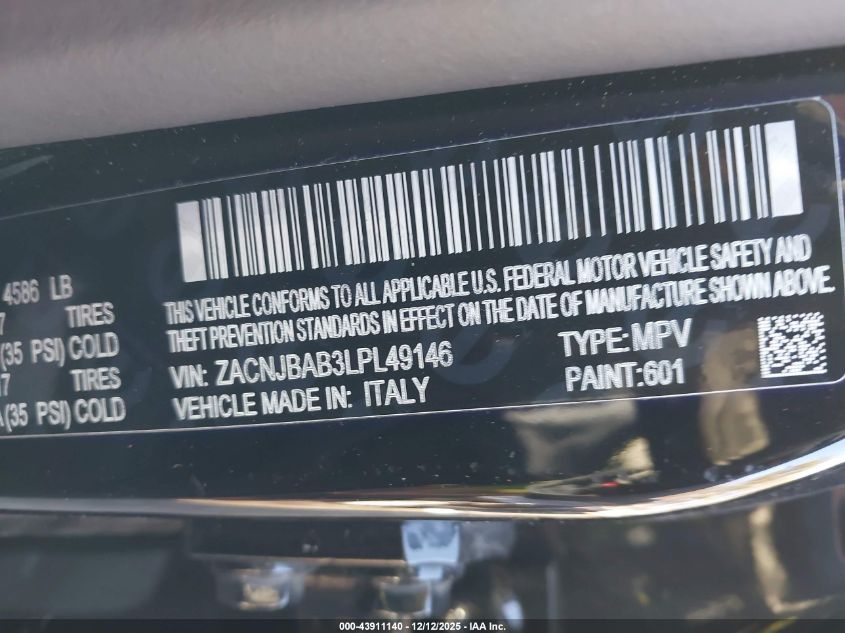 4586 LB
7 TIRES
(35 PSI) COLD
17 TIRES
(35 PSI) COLD
THIS VEHICLE CONFORMS TO ALL APPLICABLE U.S. FEDERAL MOTOR VEHICLE SAFETY AND
THEFT PREVENTION STANDARDS IN EFFECT ON THE DATE OF MANUFACTURE SHOWN ABOVE.
VIN: ZACNJBAB3LPL49146 TYPE: MPV
VEHICLE MADE IN: ITALY PAINT:601
000-43911140 - 12/12/2025 - IAA Inc.